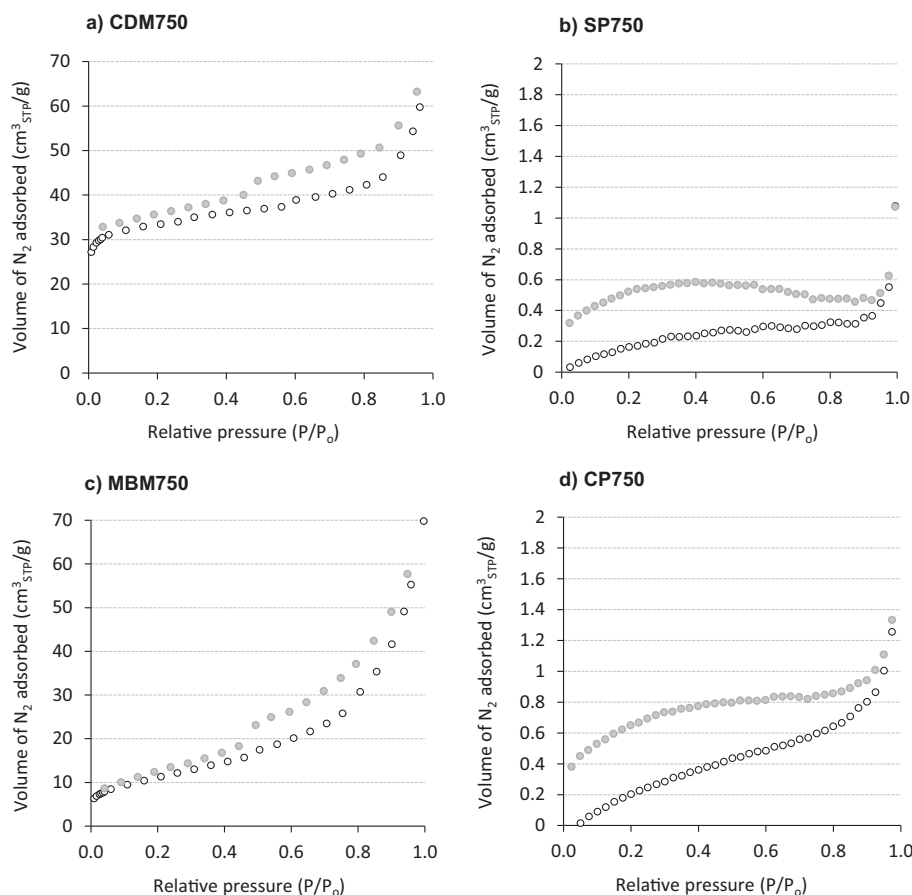 a) CDM750
Volume of N₂ adsorbed (cm³STP/g)
70
60
50
40
30
20
10
0
0.0 0.2 0.4 0.6 0.8 1.0
Relative pressure (P/Po)
b) SP750
Volume of N₂ adsorbed (cm³STP/g)
2
1.8
1.6
1.4
1.2
1
0.8
0.6
0.4
0.2
0
0.0 0.2 0.4 0.6 0.8 1.0
Relative pressure (P/Po)
c) MBM750
Volume of N₂ adsorbed (cm³STP/g)
70
60
50
40
30
20
10
0
0.0 0.2 0.4 0.6 0.8 1.0
Relative pressure (P/Po)
d) CP750
Volume of N₂ adsorbed (cm³STP/g)
2
1.8
1.6
1.4
1.2
1
0.8
0.6
0.4
0.2
0
0.0 0.2 0.4 0.6 0.8 1.0
Relative pressure (P/Po)